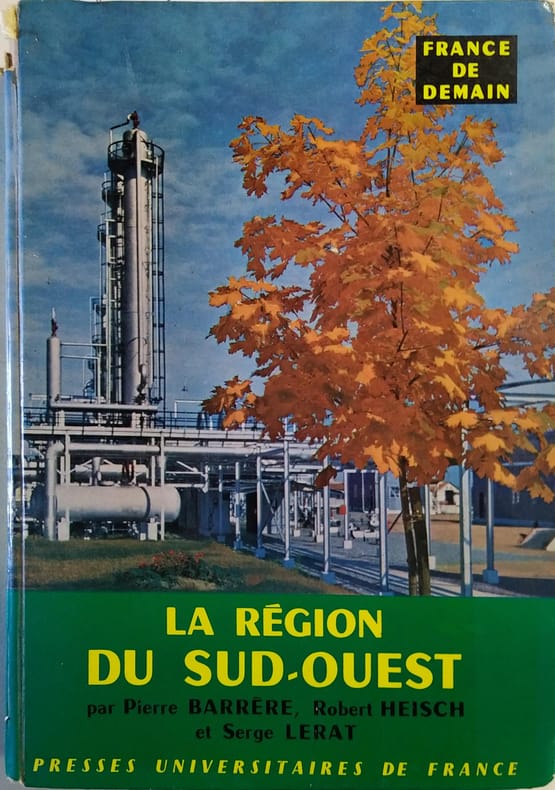 FRANCE
DE
DEMAIN
LA RÉGION
DU SUD-OUEST
par Pierre BARRÈRE, Robert HEISCH
et Serge LERAT
PRESSES UNIVERSITAIRES DE FRANCE